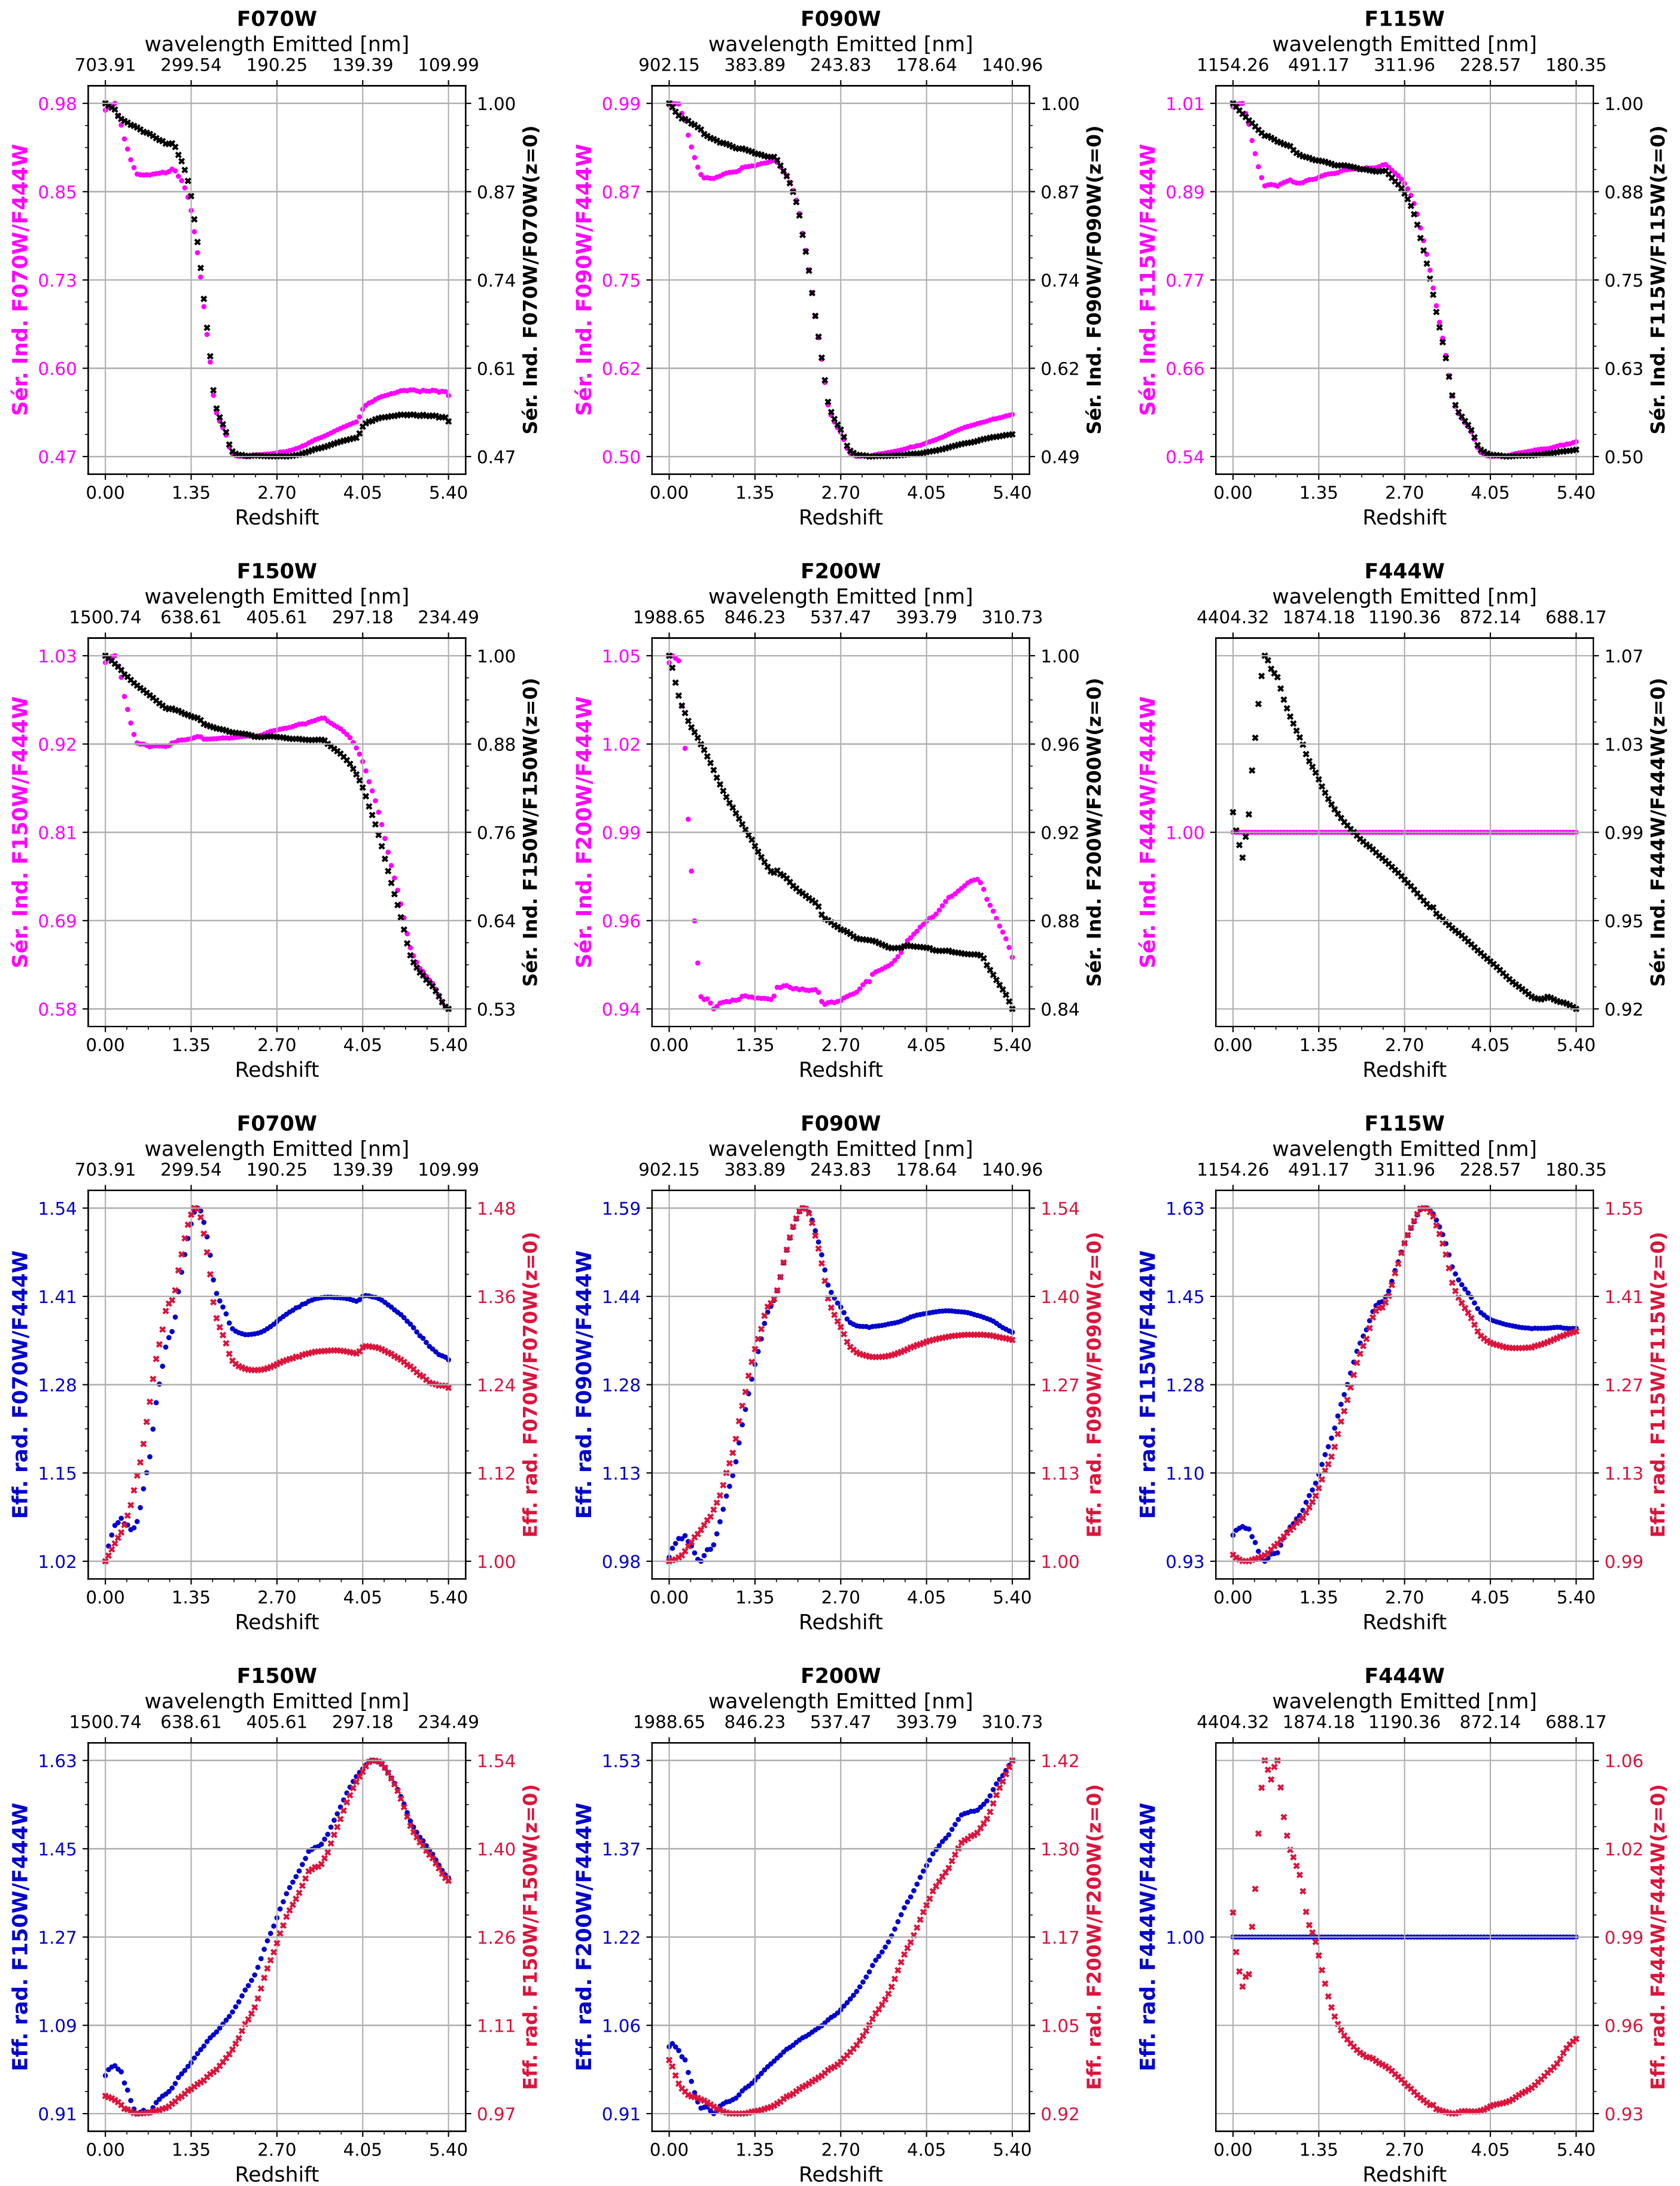 F070W
wavelength Emitted [nm]
703.91 299.54 190.25 139.39 109.99
Sér. Ind. F070W/F444W
0.98 0.85 0.73 0.60 0.47
1.00 0.87 0.74 0.61 0.47
Sér. Ind. F070W/F070W(z=0)
0.00 1.35 2.70 4.05 5.40
Redshift
F090W
wavelength Emitted [nm]
902.15 383.89 243.83 178.64 140.96
Sér. Ind. F090W/F444W
0.99 0.87 0.75 0.62 0.50
1.00 0.87 0.74 0.62 0.49
Sér. Ind. F090W/F090W(z=0)
0.00 1.35 2.70 4.05 5.40
Redshift
F115W
wavelength Emitted [nm]
1154.26 491.17 311.96 228.57 180.35
Sér. Ind. F115W/F444W
1.01 0.89 0.77 0.66 0.54
1.00 0.88 0.75 0.63 0.50
Sér. Ind. F115W/F115W(z=0)
0.00 1.35 2.70 4.05 5.40
Redshift
F150W
wavelength Emitted [nm]
1500.74 638.61 405.61 297.18 234.49
Sér. Ind. F150W/F444W
1.03 0.92 0.81 0.69 0.58
1.00 0.88 0.76 0.64 0.53
Sér. Ind. F150W/F150W(z=0)
0.00 1.35 2.70 4.05 5.40
Redshift
F200W
wavelength Emitted [nm]
1988.65 846.23 537.47 393.79 310.73
Sér. Ind. F200W/F444W
1.05 1.02 0.99 0.96 0.94
1.00 0.96 0.92 0.88 0.84
Sér. Ind. F200W/F200W(z=0)
0.00 1.35 2.70 4.05 5.40
Redshift
F444W
wavelength Emitted [nm]
4404.32 1874.18 1190.36 872.14 688.17
Sér. Ind. F444W/F444W
1.00
1.07 1.03 0.99 0.95 0.92
Sér. Ind. F444W/F444W(z=0)
0.00 1.35 2.70 4.05 5.40
Redshift
F070W
wavelength Emitted [nm]
703.91 299.54 190.25 139.39 109.99
Eff. rad. F070W/F444W
1.54 1.41 1.28 1.15 1.02
1.48 1.36 1.24 1.12 1.00
Eff. rad. F070W/F070W(z=0)
0.00 1.35 2.70 4.05 5.40
Redshift
F090W
wavelength Emitted [nm]
902.15 383.89 243.83 178.64 140.96
Eff. rad. F090W/F444W
1.59 1.44 1.28 1.13 0.98
1.54 1.40 1.27 1.13 1.00
Eff. rad. F090W/F090W(z=0)
0.00 1.35 2.70 4.05 5.40
Redshift
F115W
wavelength Emitted [nm]
1154.26 491.17 311.96 228.57 180.35
Eff. rad. F115W/F444W
1.63 1.45 1.28 1.10 0.93
1.55 1.41 1.27 1.13 0.99
Eff. rad. F115W/F115W(z=0)
0.00 1.35 2.70 4.05 5.40
Redshift
F150W
wavelength Emitted [nm]
1500.74 638.61 405.61 297.18 234.49
Eff. rad. F150W/F444W
1.63 1.45 1.27 1.09 0.91
1.54 1.40 1.26 1.11 0.97
Eff. rad. F150W/F150W(z=0)
0.00 1.35 2.70 4.05 5.40
Redshift
F200W
wavelength Emitted [nm]
1988.65 846.23 537.47 393.79 310.73
Eff. rad. F200W/F444W
1.53 1.37 1.22 1.06 0.91
1.42 1.30 1.17 1.05 0.92
Eff. rad. F200W/F200W(z=0)
0.00 1.35 2.70 4.05 5.40
Redshift
F444W
wavelength Emitted [nm]
4404.32 1874.18 1190.36 872.14 688.17
Eff. rad. F444W/F444W
1.00
1.06 1.02 0.99 0.96 0.93
Eff. rad. F444W/F444W(z=0)
0.00 1.35 2.70 4.05 5.40
Redshift